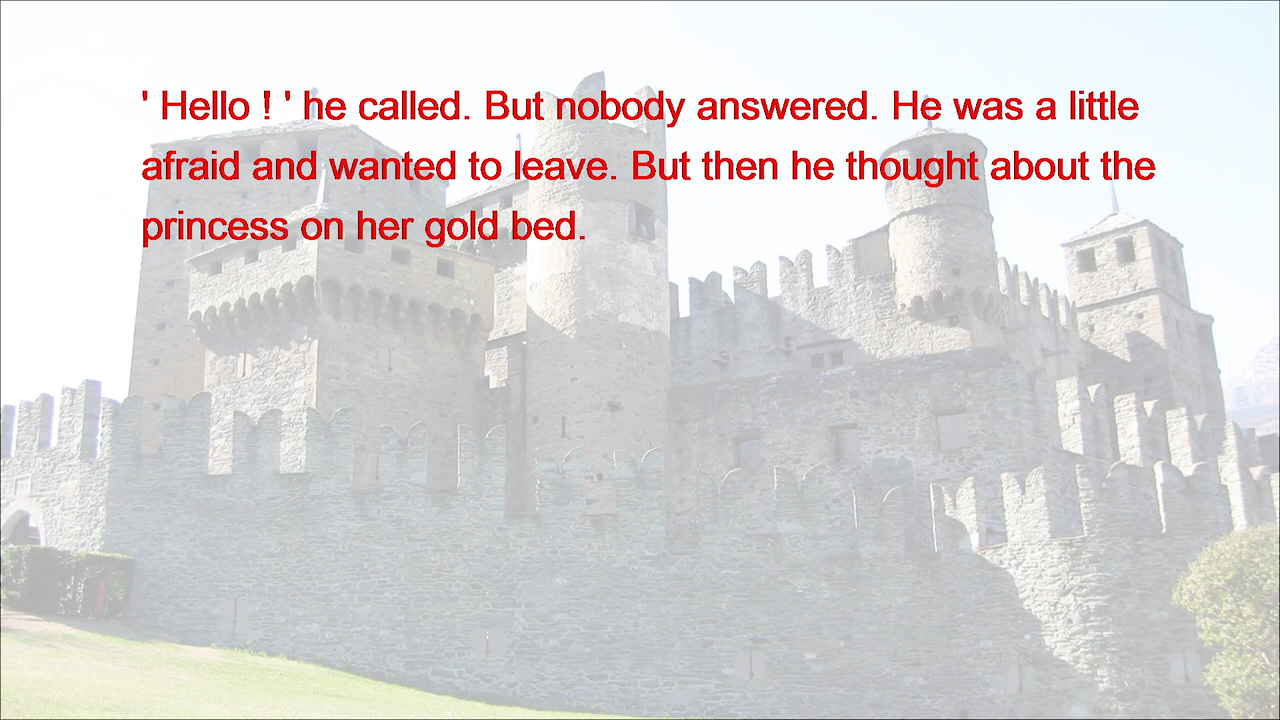 ' Hello ! ' he called. But nobody answered. He was a little
afraid and wanted to leave. But then he thought about the
princess on her gold bed.